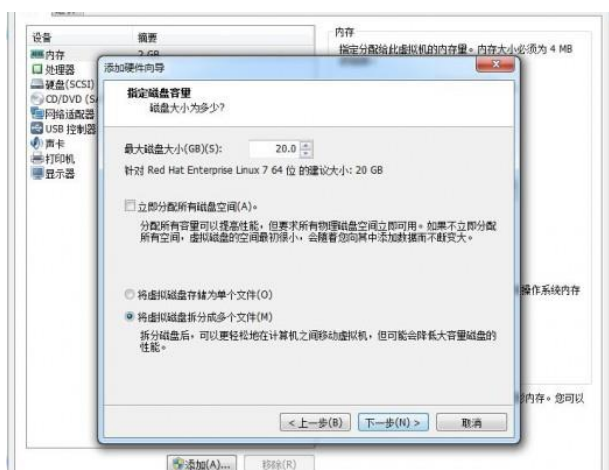 设备
摘要
内存
指定分配给此虚拟机的内存量。内存大小必须为 4 MB
内存
2 GB
处理器
硬盘(SCSI)
CD/DVD (S
网络适配器
USB 控制器
声卡
打印机
显示器
添加硬件向导
指定磁盘容量
磁盘大小为多少?
最大磁盘大小(GB)(S):
20.0
针对 Red Hat Enterprise Linux 7 64 位 的建议大小: 20 GB
立即分配所有磁盘空间(A)。
分配所有容量可以提高性能，但要求所有物理磁盘空间立即可用。如果不立即分配
所有空间，虚拟磁盘的空间最初很小，会随着您向其中添加数据而不断变大。
将虚拟磁盘存储为单个文件(O)
将虚拟磁盘拆分成多个文件(M)
拆分磁盘后，可以更轻松地在计算机之间移动虚拟机，但可能会降低大容量磁盘的
性能。
操作系统内存
内存。您可以
< 上一步(B)
下一步(N) >
取消
添加(A)...
移除(R)